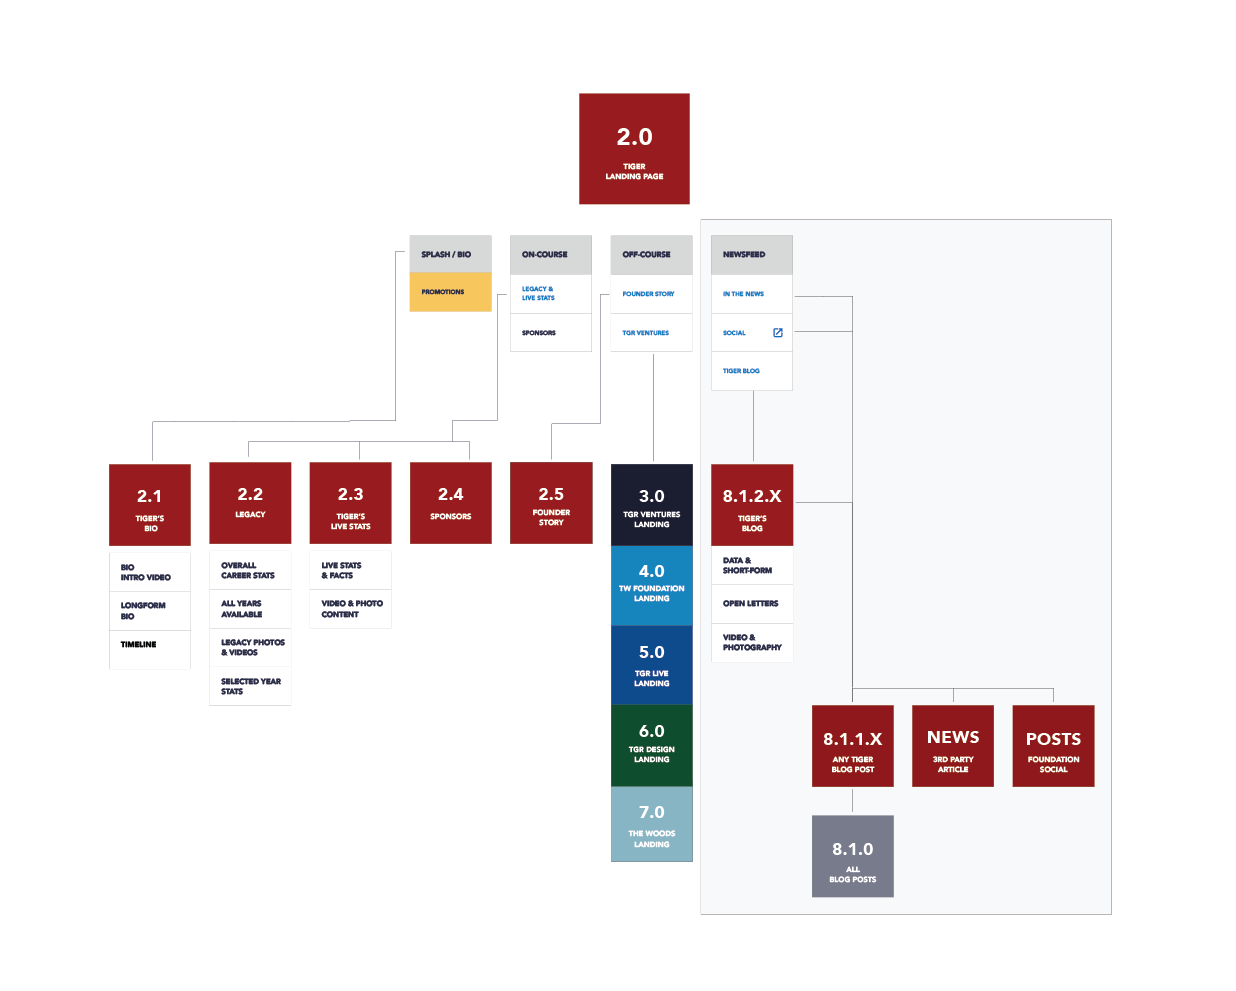 2.0
TIGER
LANDING PAGE
SPLASH / BIO
PROMOTIONS
ON-COURSE
LEGACY &
LIVE STATS
SPONSORS
OFF-COURSE
FOUNDER STORY
TGR VENTURES
NEWSFEED
IN THE NEWS
SOCIAL
TIGER BLOG
2.1
TIGER'S
BIO
BIO
INTRO VIDEO
LONGFORM
BIO
TIMELINE
2.2
LEGACY
OVERALL
CAREER STATS
ALL YEARS
AVAILABLE
LEGACY PHOTOS
& VIDEOS
SELECTED YEAR
STATS
2.3
TIGER'S
LIVE STATS
LIVE STATS
& FACTS
VIDEO & PHOTO
CONTENT
2.4
SPONSORS
2.5
FOUNDER
STORY
3.0
TGR VENTURES
LANDING
4.0
TW FOUNDATION
LANDING
5.0
TGR LIVE
LANDING
6.0
TGR DESIGN
LANDING
7.0
THE WOODS
LANDING
8.1.2.X
TIGER'S
BLOG
DATA &
SHORT-FORM
OPEN LETTERS
VIDEO &
PHOTOGRAPHY
8.1.1.X
ANY TIGER
BLOG POST
NEWS
3RD PARTY
ARTICLE
POSTS
FOUNDATION
SOCIAL
8.1.0
ALL
BLOG POSTS